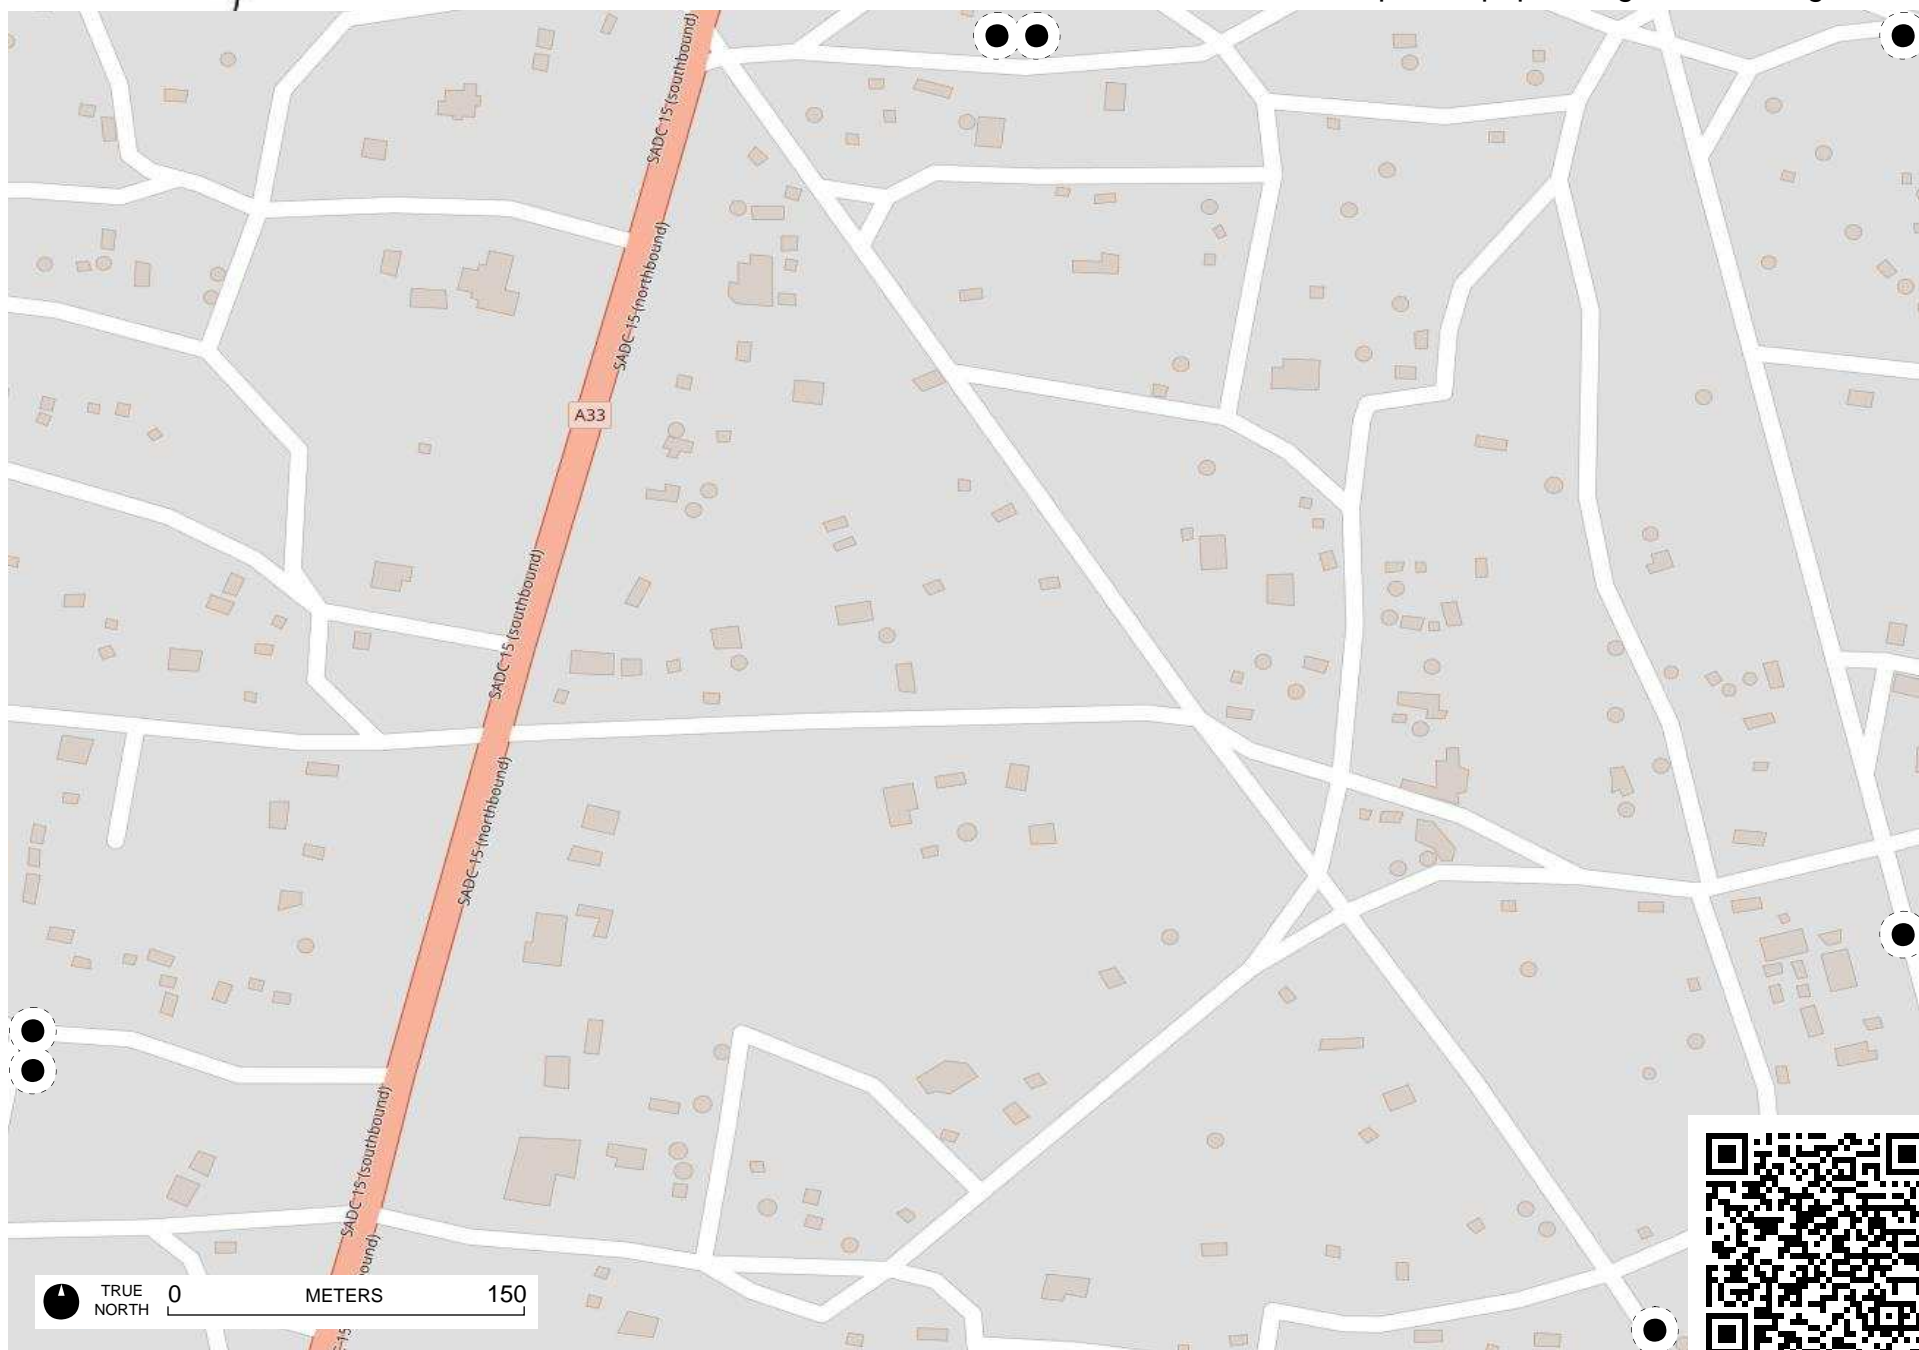 SADC 15 (southbound)
SADC 15 (northbound)
A33
SADC 15 (southbound)
SADC 15 (northbound)
SADC 15 (southbound)
TRUE
NORTH
0
METERS
150